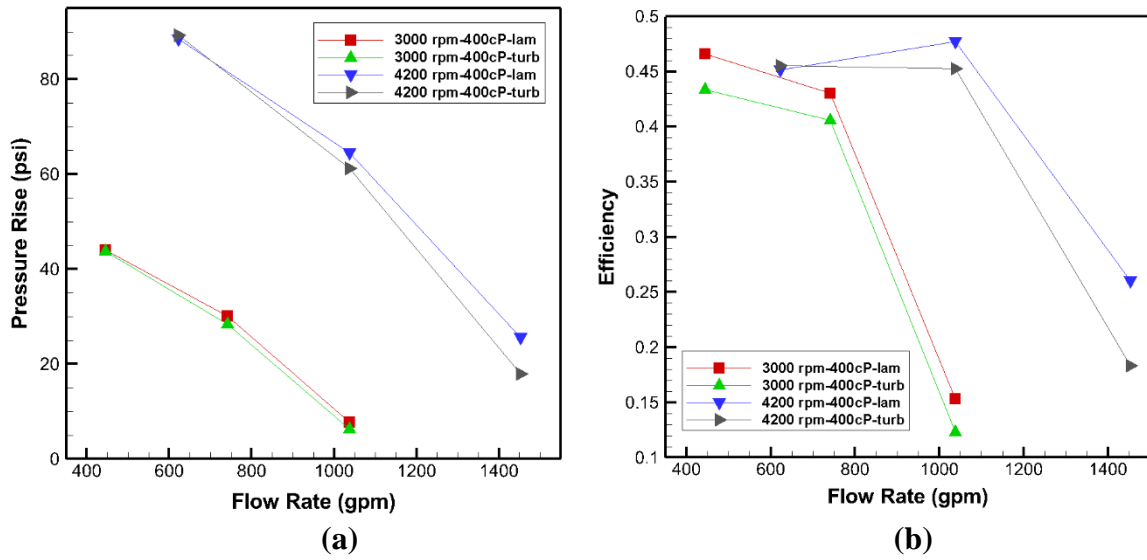 Pressure Rise (psi)
80
60
40
20
0
3000 rpm-400cP-lam
3000 rpm-400cP-turb
4200 rpm-400cP-lam
4200 rpm-400cP-turb
400 600 800 1000 1200 1400
Flow Rate (gpm)
(a)
Efficiency
0.5
0.45
0.4
0.35
0.3
0.25
0.2
0.15
0.1
3000 rpm-400cP-lam
3000 rpm-400cP-turb
4200 rpm-400cP-lam
4200 rpm-400cP-turb
400 600 800 1000 1200 1400
Flow Rate (gpm)
(b)